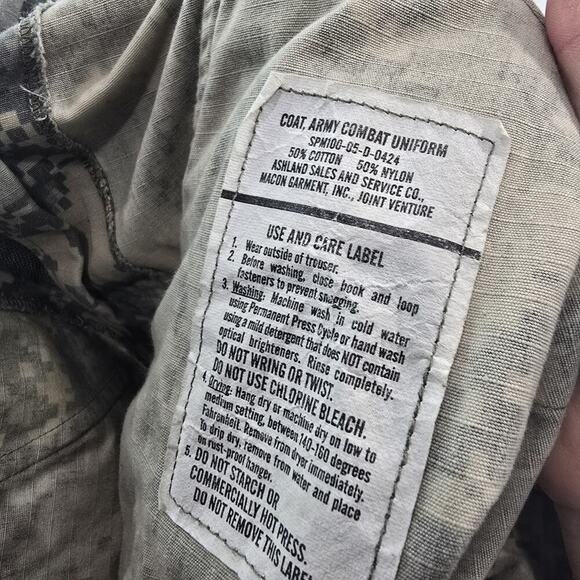 COAT, ARMY COMBAT UNIFORM
SPM100-05-D-0424
50% COTTON 50% NYLON
ASHLAND SALES AND SERVICE CO.,
MACON GARMENT, INC., JOINT VENTURE
USE AND CARE LABEL
1. Wear outside of trouser.
2. Before washing, close hook and loop
fasteners to prevent snagging.
3. Washing: Machine wash in cold water
using Permanent Press Cycle or hand wash
using a mild detergent that does NOT contain
optical brighteners. Rinse completely.
DO NOT WRING OR TWIST.
DO NOT USE CHLORINE BLEACH.
4. Drying: Hang dry or machine dry on low to
medium setting, between 140-160 degrees
Fahrenheit. Remove from dryer immediately.
To drip dry, remove from water and place
on rust-proof hanger.
5. DO NOT STARCH OR
COMMERCIALLY HOT PRESS.
DO NOT REMOVE THIS LABEL